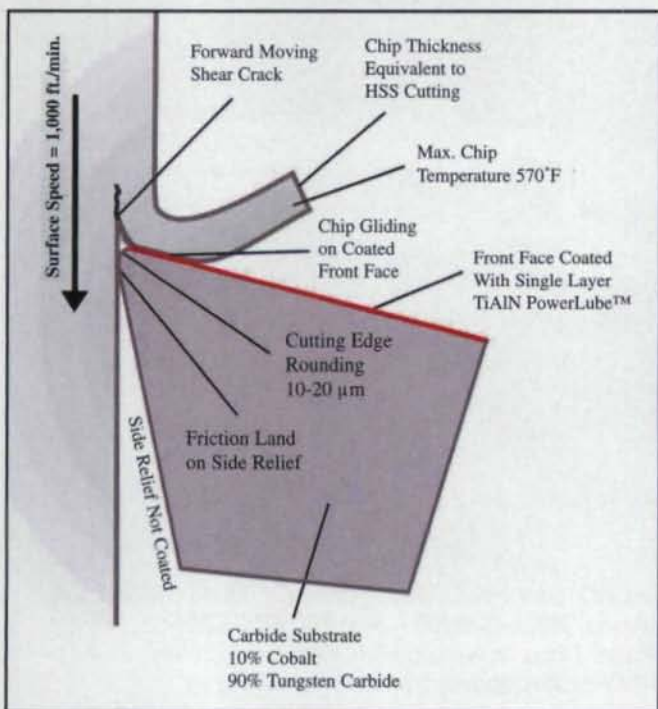 Surface Speed = 1,000 ft./min.
Forward Moving
Shear Crack
Chip Thickness
Equivalent to
HSS Cutting
Max. Chip
Temperature 570˚F
Chip Gliding
on Coated
Front Face
Front Face Coated
With Single Layer
TiAlN PowerLube™
Cutting Edge
Rounding
10-20 µm
Friction Land
on Side Relief
Side Relief Not Coated
Carbide Substrate
10% Cobalt
90% Tungsten Carbide